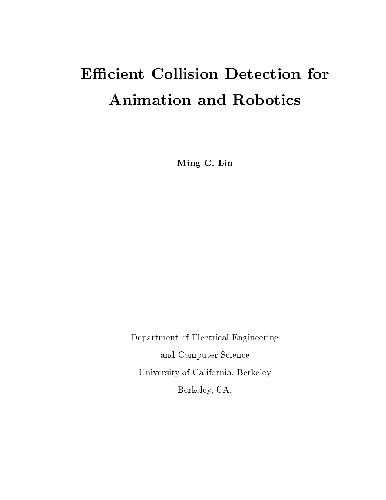 Efficient Collision Detection for
Animation and Robotics
Ming C. Lin
Department of Electrical Engineering
and Computer Science
University of California, Berkeley
Berkeley, CA.